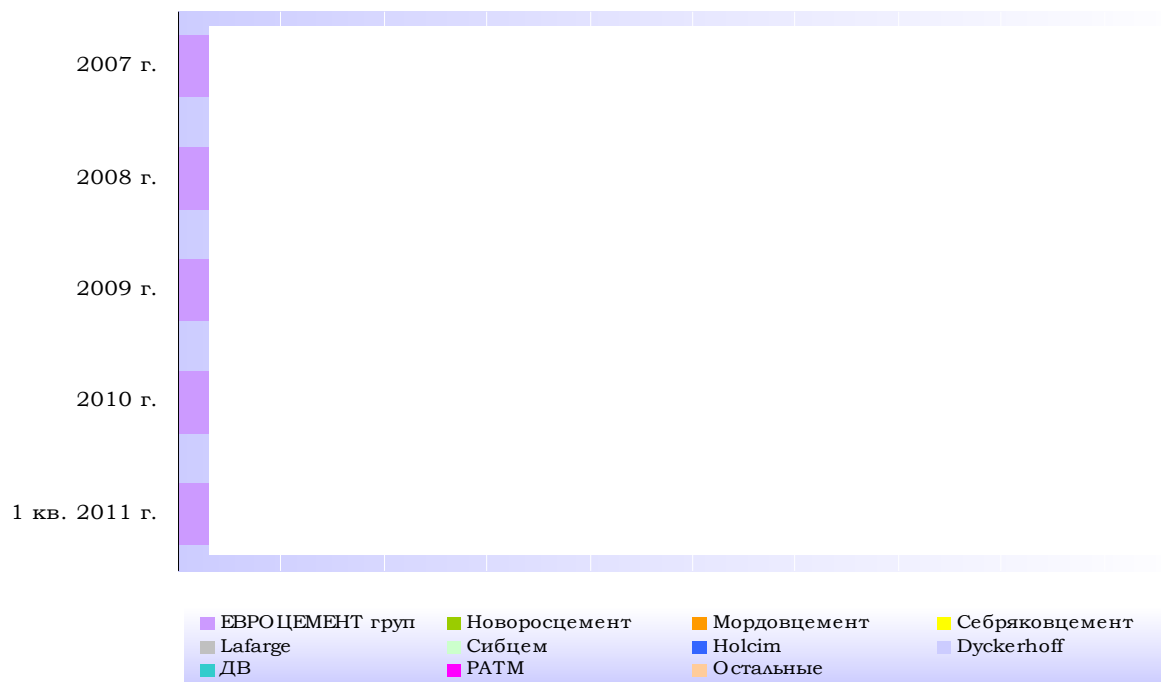 2007 г.
2008 г.
2009 г.
2010 г.
1 кв. 2011 г.
ЕВРОЦЕМЕНТ груп Новоросцемент Мордовцемент Себряковцемент
Lafarge Сибцем Holcim Dyckerhoff
ДВ РАТМ Остальные